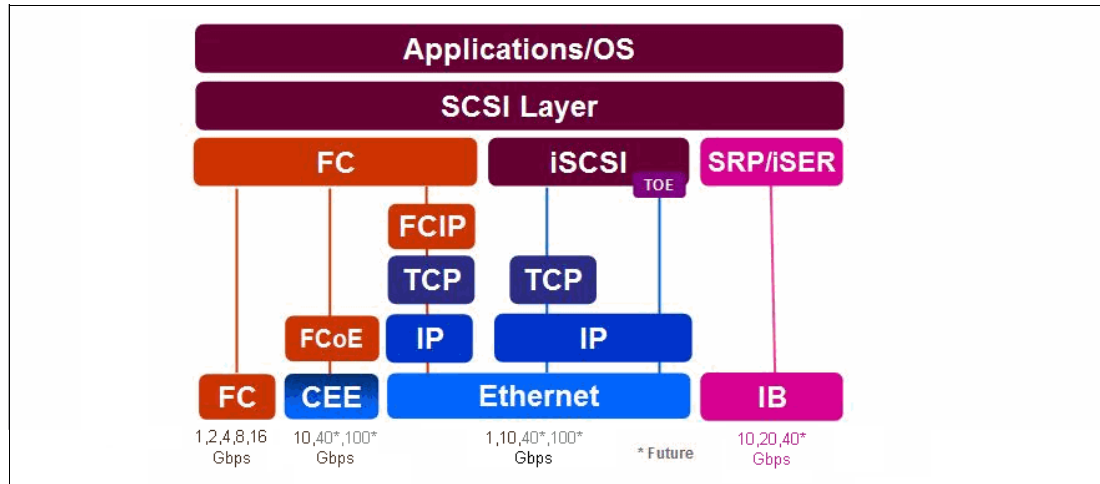 Applications/OS
SCSI Layer
FC
iSCSI
SRP/iSER
TOE
FCIP
TCP
TCP
FCoE
IP
IP
FC
CEE
Ethernet
IB
1,2,4,8,16
Gbps
10,40*,100*
Gbps
1,10,40*,100*
Gbps
* Future
10,20,40*
Gbps